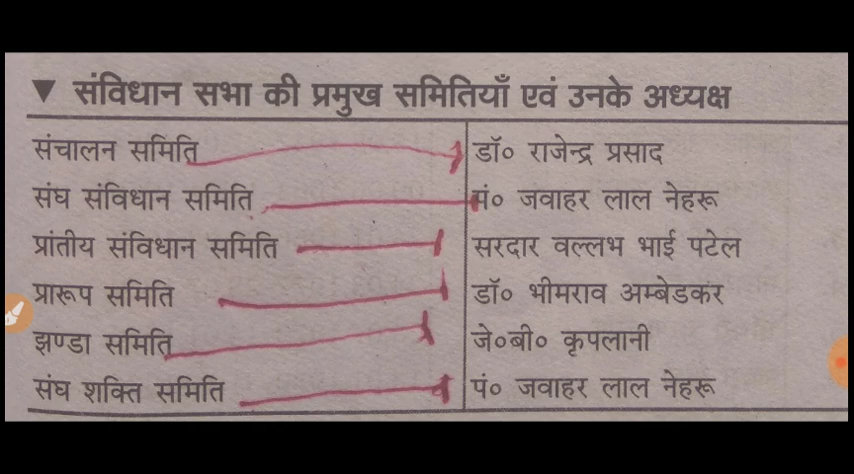 ▼ संविधान सभा की प्रमुख समितियाँ एवं उनके अध्यक्ष
संचालन समिति डॉ० राजेन्द्र प्रसाद
संघ संविधान समिति पं० जवाहर लाल नेहरू
प्रांतीय संविधान समिति सरदार वल्लभ भाई पटेल
प्रारूप समिति डॉ० भीमराव अम्बेडकर
झण्डा समिति जे०बी० कृपलानी
संघ शक्ति समिति पं० जवाहर लाल नेहरू